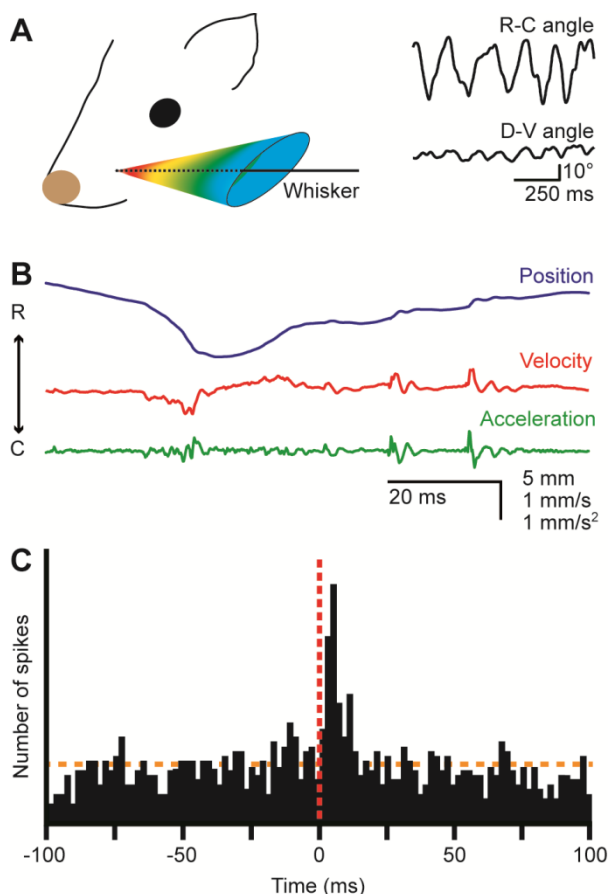 A
R-C angle
D-V angle
10°
250 ms
Whisker
B
Position
R
Velocity
Acceleration
C
20 ms
5 mm
1 mm/s
1 mm/s²
C
Number of spikes
-100 -50 0 50 100
Time (ms)